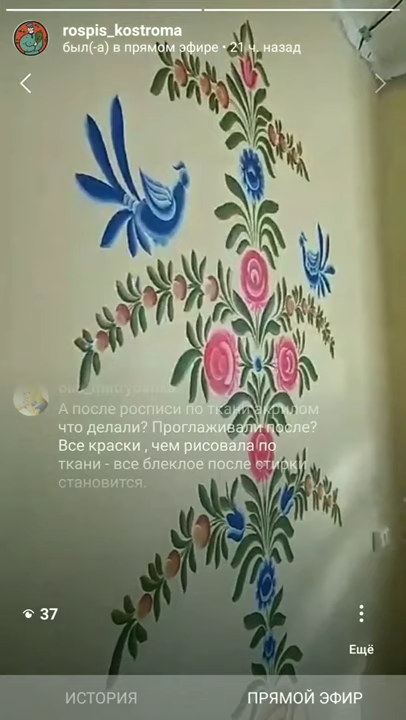 rospis_kostroma
был(-а) в прямом эфире • 21 ч. назад
А после росписи по ткани акрилом
что делали? Проглаживали после?
Все краски , чем рисовала по
ткани - все блеклое после стирки
становится.
37
Ещё
ИСТОРИЯ
ПРЯМОЙ ЭФИР